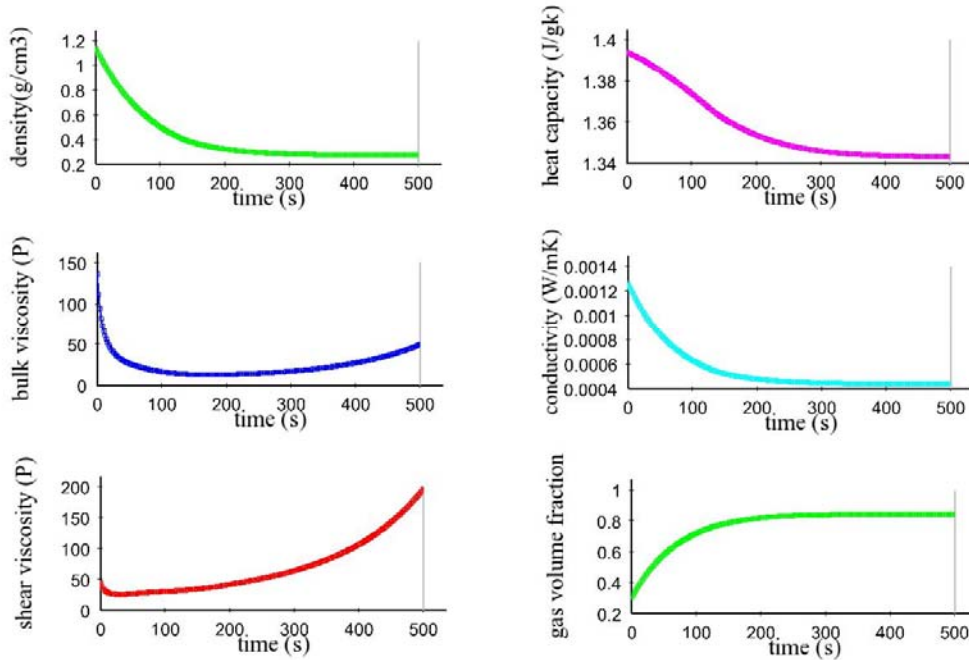 density(g/cm3)
1.2
1
0.8
0.6
0.4
0.2
0 100 200 300 400 500
time (s)
heat capacity (J/gk)
1.4
1.38
1.36
1.34
0 100 200 300 400 500
time (s)
bulk viscosity (P)
150
100
50
0
0 100 200 300 400 500
time (s)
conductivity (W/mK)
0.0014
0.0012
0.001
0.0008
0.0006
0.0004
0 100 200 300 400 500
time (s)
shear viscosity (P)
200
150
100
50
0
0 100 200 300 400 500
time (s)
gas volume fraction
1
0.8
0.6
0.4
0.2
0 100 200 300 400 500
time (s)